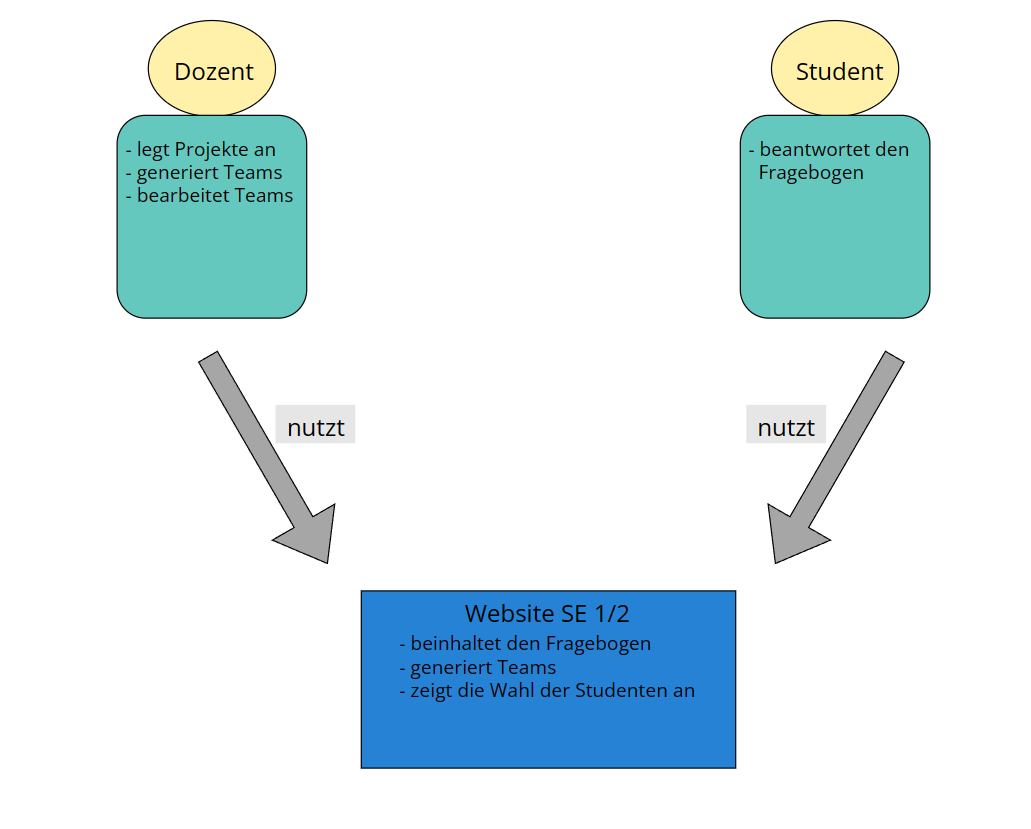 Dozent
- legt Projekte an
- generiert Teams
- bearbeitet Teams
Student
- beantwortet den
Fragebogen
nutzt
nutzt
Website SE 1/2
- beinhaltet den Fragebogen
- generiert Teams
- zeigt die Wahl der Studenten an